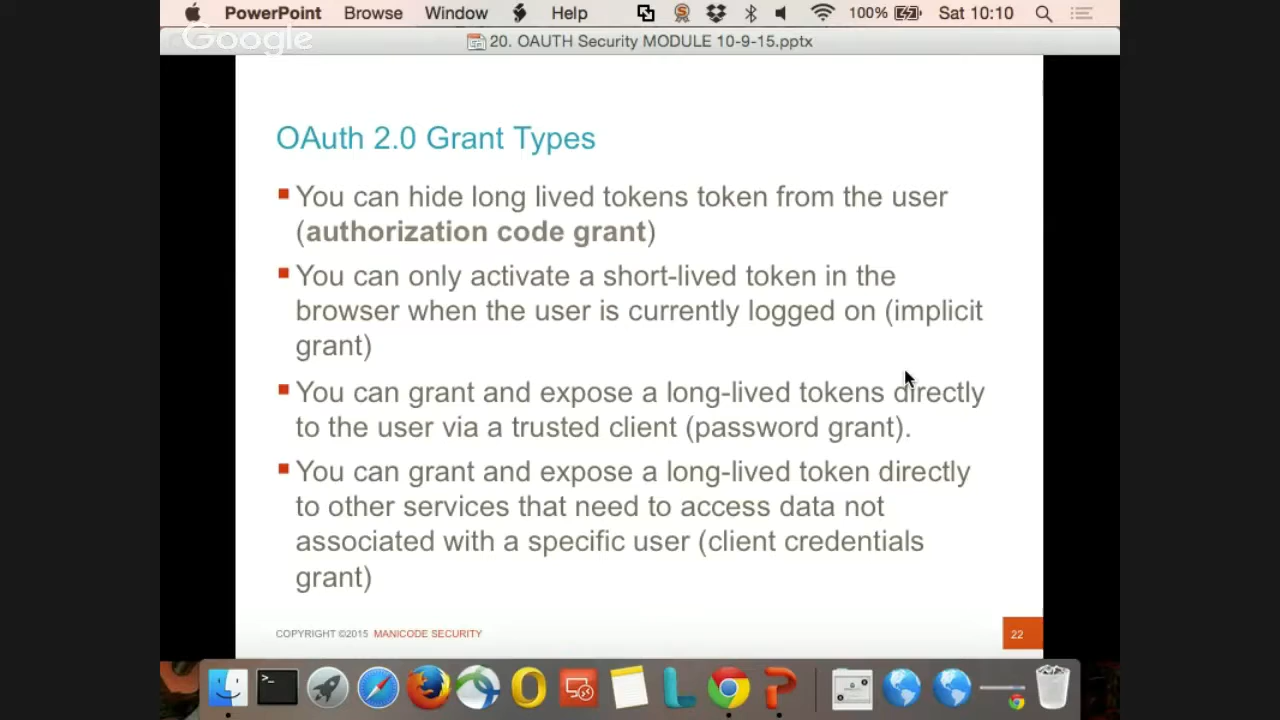 PowerPoint Browse Window Help 100% Sat 10:10
Google
20. OAUTH Security MODULE 10-9-15.pptx
OAuth 2.0 Grant Types
You can hide long lived tokens token from the user
(authorization code grant)
You can only activate a short-lived token in the
browser when the user is currently logged on (implicit
grant)
You can grant and expose a long-lived tokens directly
to the user via a trusted client (password grant).
You can grant and expose a long-lived token directly
to other services that need to access data not
associated with a specific user (client credentials
grant)
COPYRIGHT ©2015 MANICODE SECURITY
22